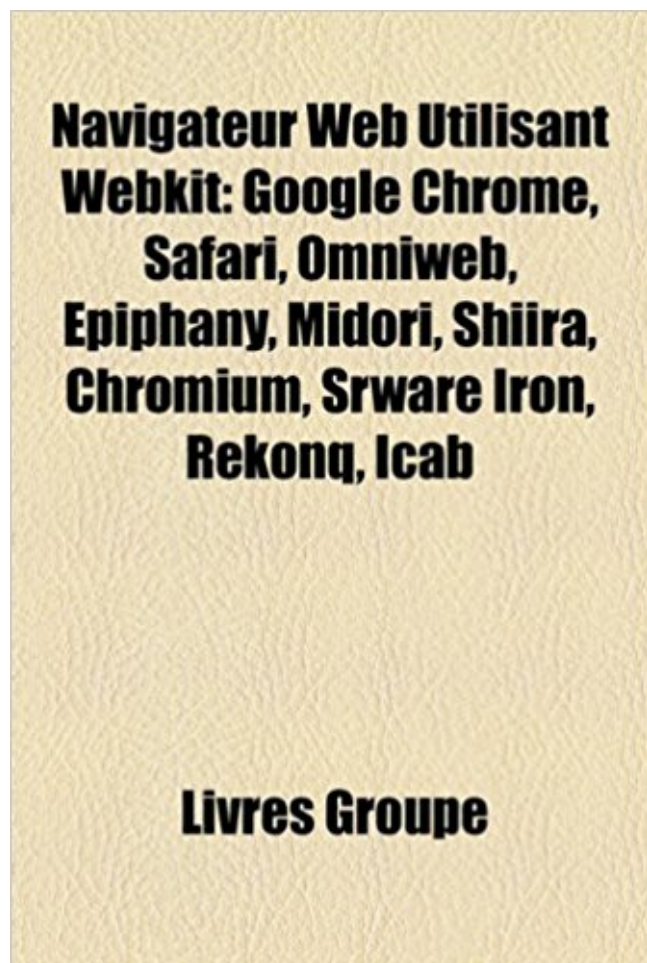 Navigateur Web Utilisant
Webkit: Google Chrome,
Safari, Omniweb,
Epiphany, Midori, Shiira,
Chromium, Srware Iron,
Rekonq, Icab
Livres Groupe